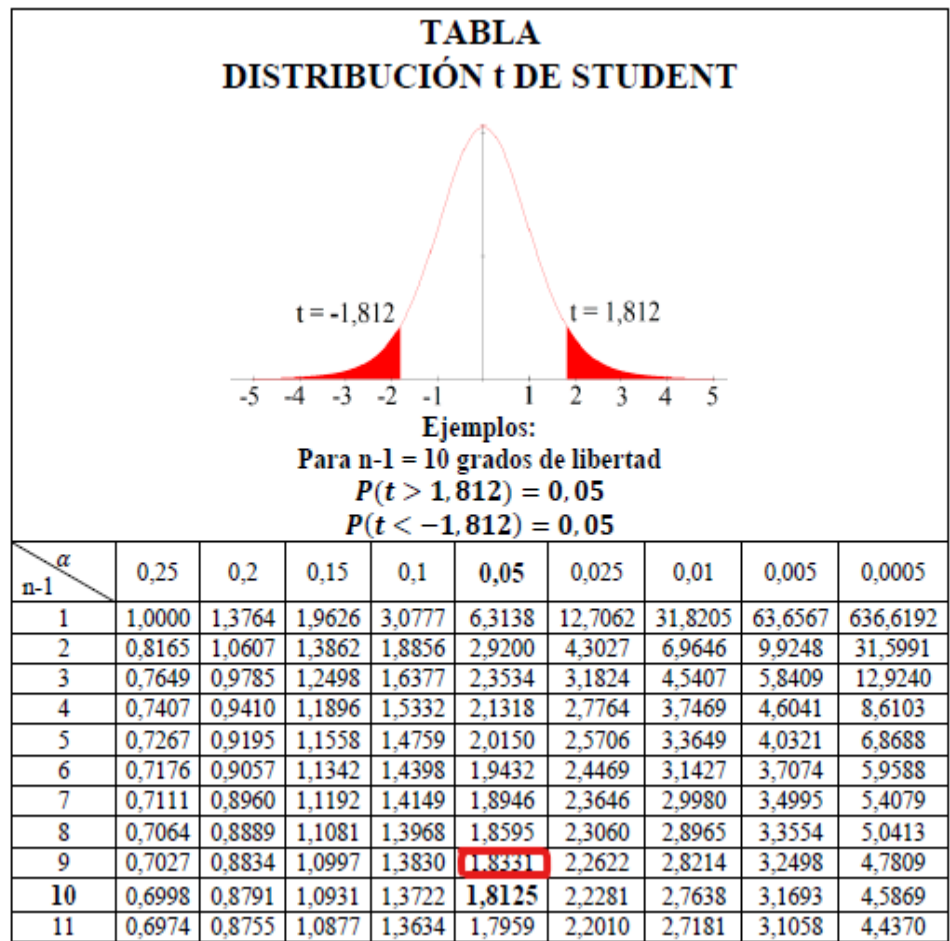 TABLA
DISTRIBUCIÓN t DE STUDENT
t = -1,812 t = 1,812
-5 -4 -3 -2 -1 1 2 3 4 5
Ejemplos:
Para n-1 = 10 grados de libertad
P(t > 1,812) = 0,05
P(t < −1,812) = 0,05
α n-1 0,25 0,2 0,15 0,1 0,05 0,025 0,01 0,005 0,0005
1 1,0000 1,3764 1,9626 3,0777 6,3138 12,7062 31,8205 63,6567 636,6192
2 0,8165 1,0607 1,3862 1,8856 2,9200 4,3027 6,9646 9,9248 31,5991
3 0,7649 0,9785 1,2498 1,6377 2,3534 3,1824 4,5407 5,8409 12,9240
4 0,7407 0,9410 1,1896 1,5332 2,1318 2,7764 3,7469 4,6041 8,6103
5 0,7267 0,9195 1,1558 1,4759 2,0150 2,5706 3,3649 4,0321 6,8688
6 0,7176 0,9057 1,1342 1,4398 1,9432 2,4469 3,1427 3,7074 5,9588
7 0,7111 0,8960 1,1192 1,4149 1,8946 2,3646 2,9980 3,4995 5,4079
8 0,7064 0,8889 1,1081 1,3968 1,8595 2,3060 2,8965 3,3554 5,0413
9 0,7027 0,8834 1,0997 1,3830 1,8331 2,2622 2,8214 3,2498 4,7809
10 0,6998 0,8791 1,0931 1,3722 1,8125 2,2281 2,7638 3,1693 4,5869
11 0,6974 0,8755 1,0877 1,3634 1,7959 2,2010 2,7181 3,1058 4,4370